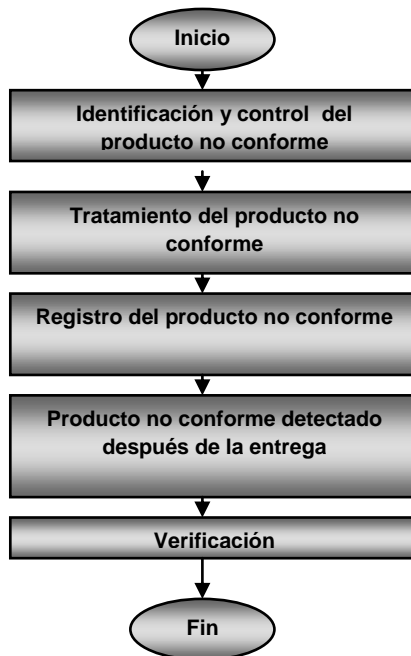 Inicio
Identificación y control del
producto no conforme
Tratamiento del producto no
conforme
Registro del producto no conforme
Producto no conforme detectado
después de la entrega
Verificación
Fin